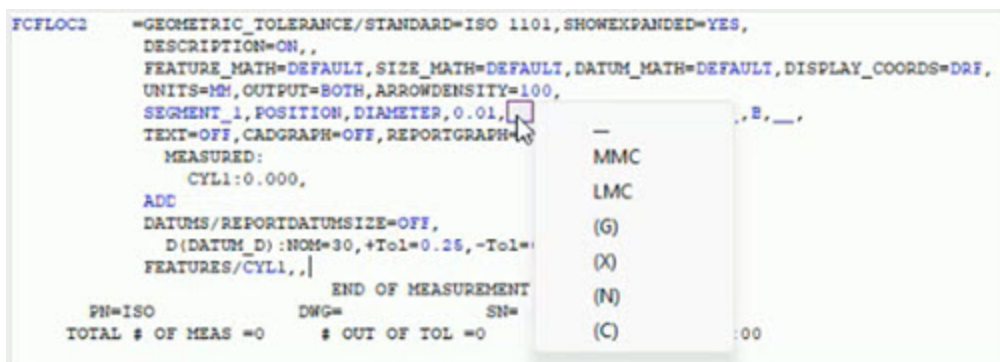 FCFLOC2 =GEOMETRIC_TOLERANCE/STANDARD=ISO 1101,SHOWEXPANDED=YES,
DESCRIPTION=ON,,
FEATURE_MATH=DEFAULT,SIZE_MATH=DEFAULT,DATUM_MATH=DEFAULT,DISPLAY_COORDS=DRF,
UNITS=MM,OUTPUT=BOTH,ARROWDENSITY=100,
SEGMENT_1,POSITION,DIAMETER,0.01, ,B,__,
TEXT=OFF,CADGRAPH=OFF,REPORTGRAPH=
MEASURED:
CYL1:0.000,
ADD
DATUMS/REPORTDATUMSIZE=OFF,
D(DATUM_D):NOM=30,+Tol=0.25,-Tol=
FEATURES/CYL1,,
END OF MEASUREMENT
PN=ISO DWG= SN=
TOTAL # OF MEAS =0 # OUT OF TOL =0 :00
__
MMC
LMC
(G)
(X)
(N)
(C)